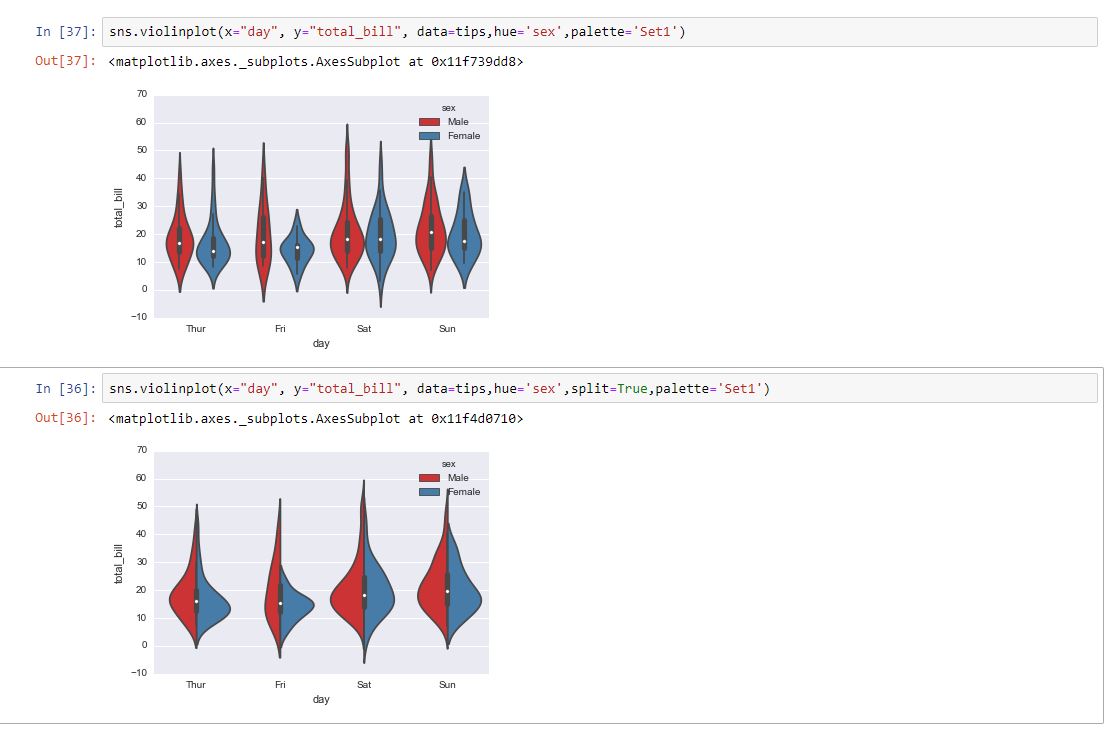 In [37]: sns.violinplot(x="day", y="total_bill", data=tips,hue='sex',palette='Set1')
Out[37]: <matplotlib.axes._subplots.AxesSubplot at 0x11f739dd8>
70
sex
60
Male
Female
50
40
30
total_bill
20
10
0
−10
Thur Fri Sat Sun
day
In [36]: sns.violinplot(x="day", y="total_bill", data=tips,hue='sex',split=True,palette='Set1')
Out[36]: <matplotlib.axes._subplots.AxesSubplot at 0x11f4d0710>
70
sex
60
Male
Female
50
40
30
total_bill
20
10
0
−10
Thur Fri Sat Sun
day